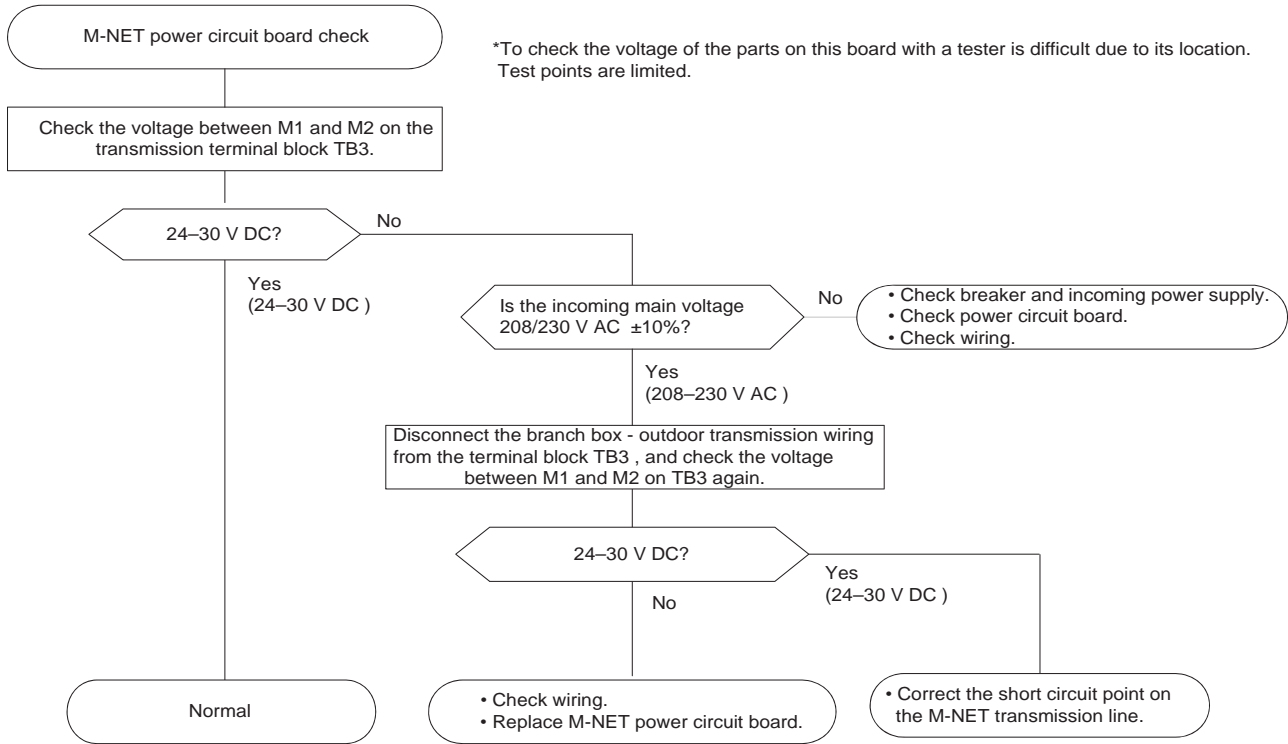 M-NET power circuit board check
*To check the voltage of the parts on this board with a tester is difficult due to its location.
Test points are limited.
Check the voltage between M1 and M2 on the
transmission terminal block TB3.
24–30 V DC?
No
Yes
(24–30 V DC )
Is the incoming main voltage
208/230 V AC ±10%?
No
• Check breaker and incoming power supply.
• Check power circuit board.
• Check wiring.
Yes
(208–230 V AC )
Disconnect the branch box - outdoor transmission wiring
from the terminal block TB3 , and check the voltage
between M1 and M2 on TB3 again.
24–30 V DC?
Yes
(24–30 V DC )
No
Normal
• Check wiring.
• Replace M-NET power circuit board.
• Correct the short circuit point on
the M-NET transmission line.